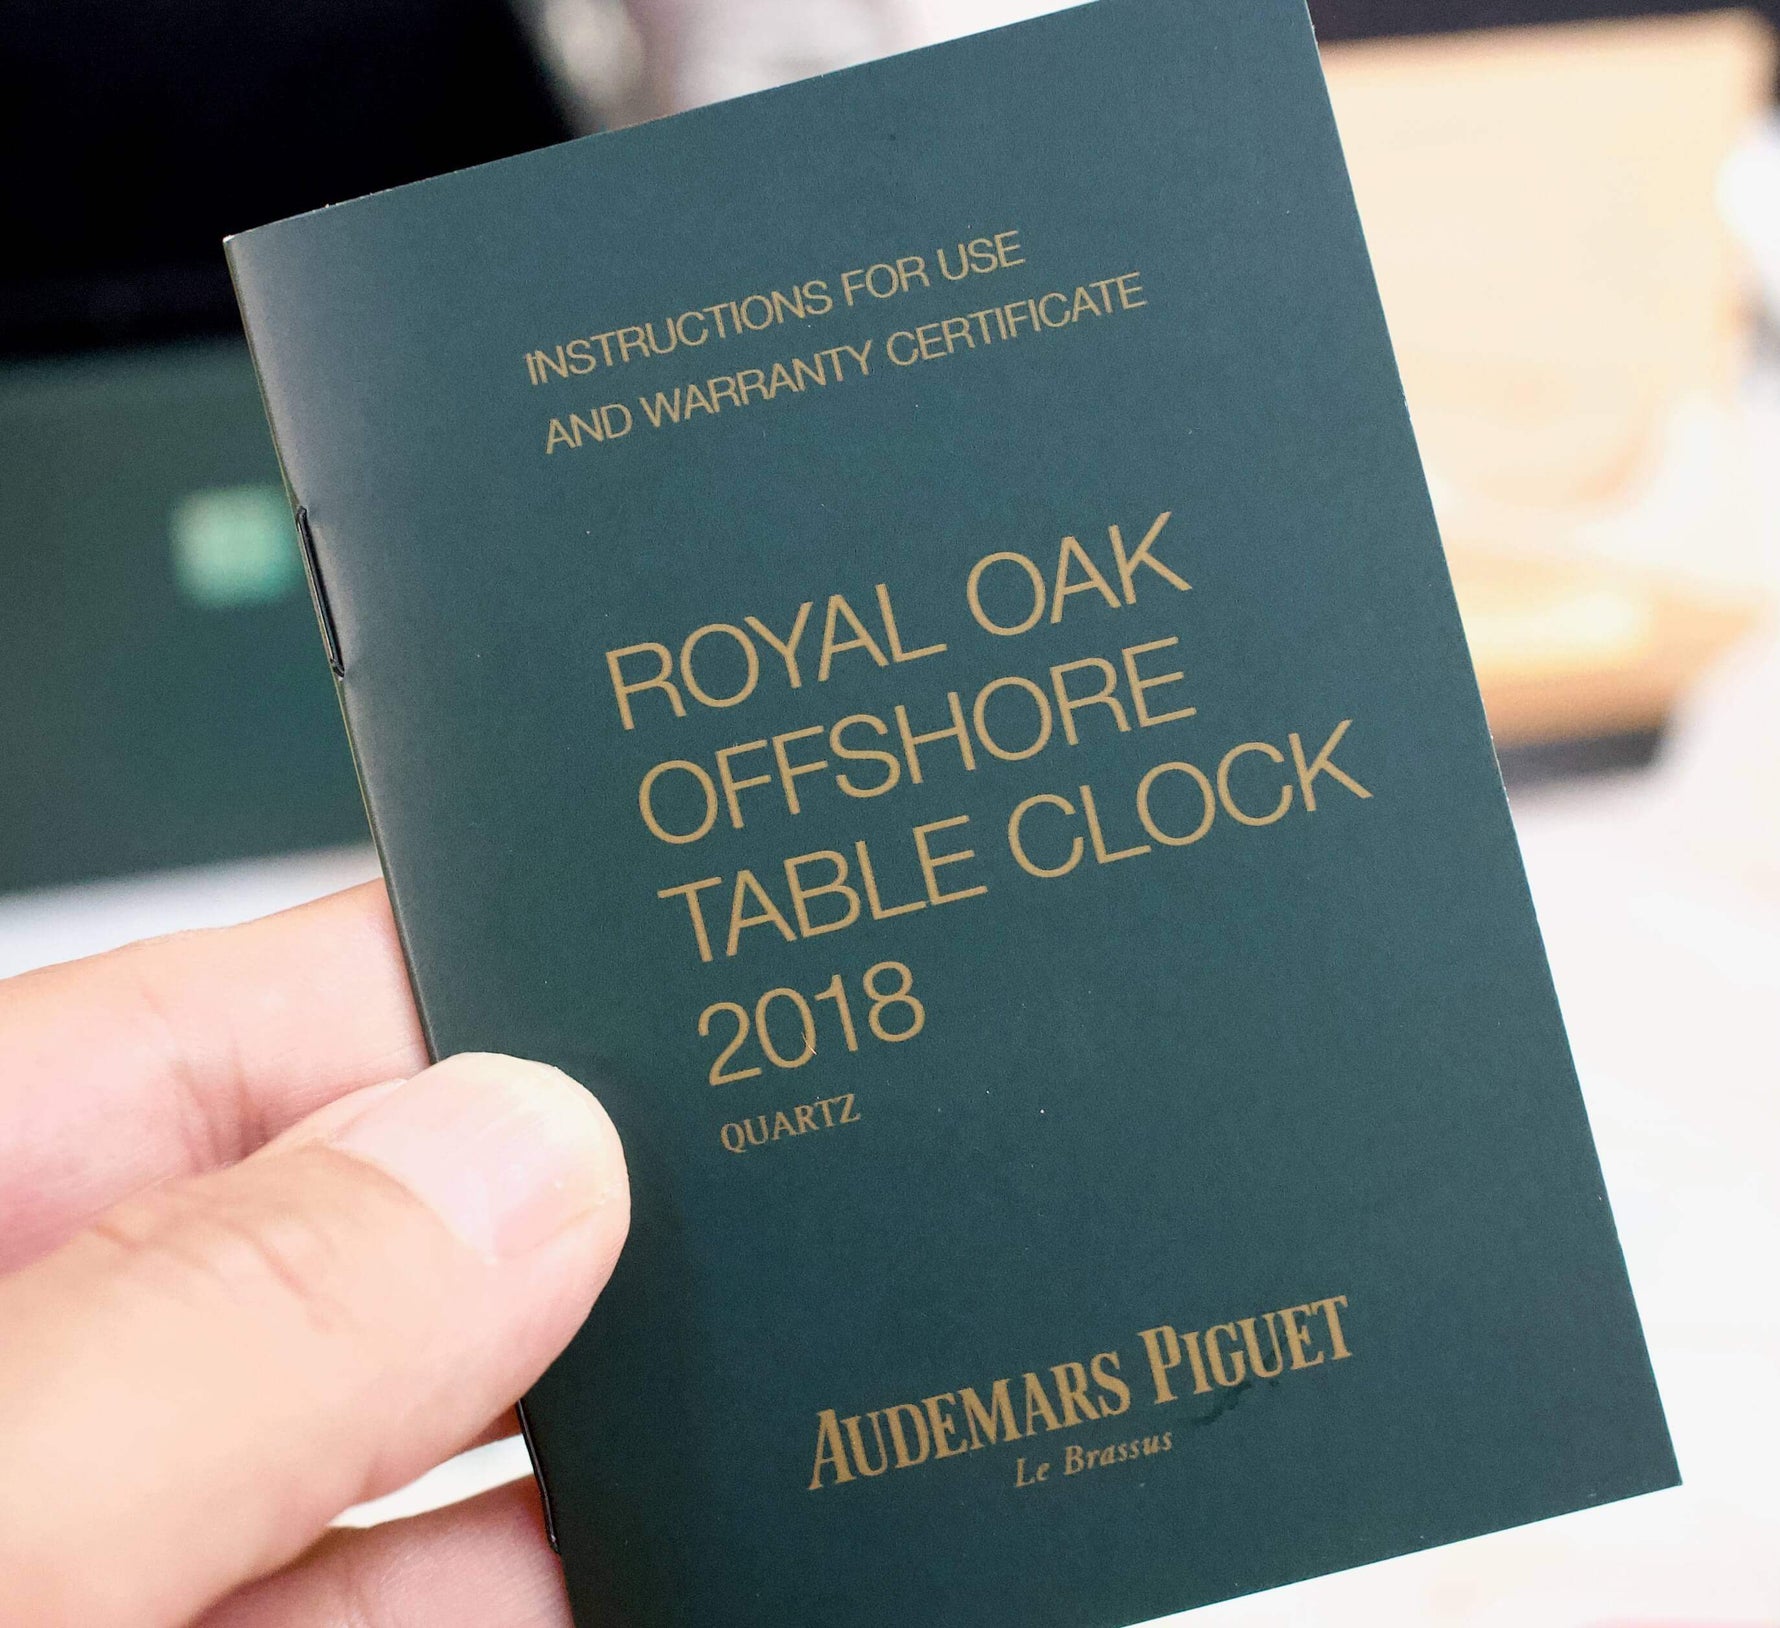 INSTRUCTIONS FOR USE
AND WARRANTY CERTIFICATE
ROYAL OAK
OFFSHORE
TABLE CLOCK
2018
QUARTZ
AUDEMARS PIGUET
Le Brassus